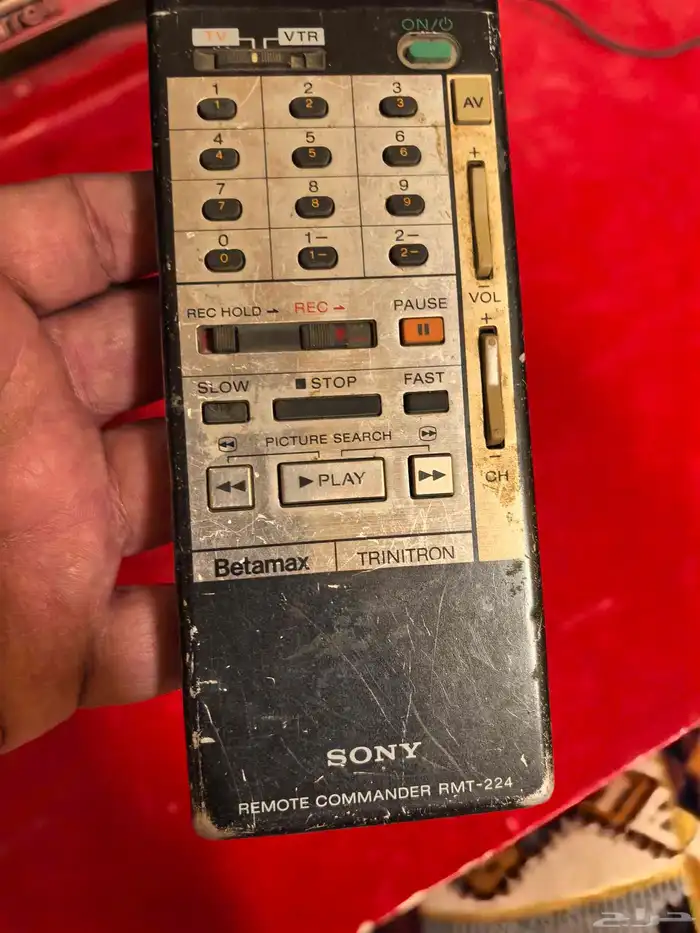 TV VTR ON/⏻
1 2 3 AV
1 2 3
4 5 6 +
4 5 6
7 8 9
7 8 9
0 1− 2− −
0 1− 2− VOL
REC HOLD → REC → PAUSE +
SLOW ■ STOP FAST
PICTURE SEARCH −
◀◀ ▶ PLAY ▶▶ CH
Betamax TRINITRON
SONY
REMOTE COMMANDER RMT-224
حراج